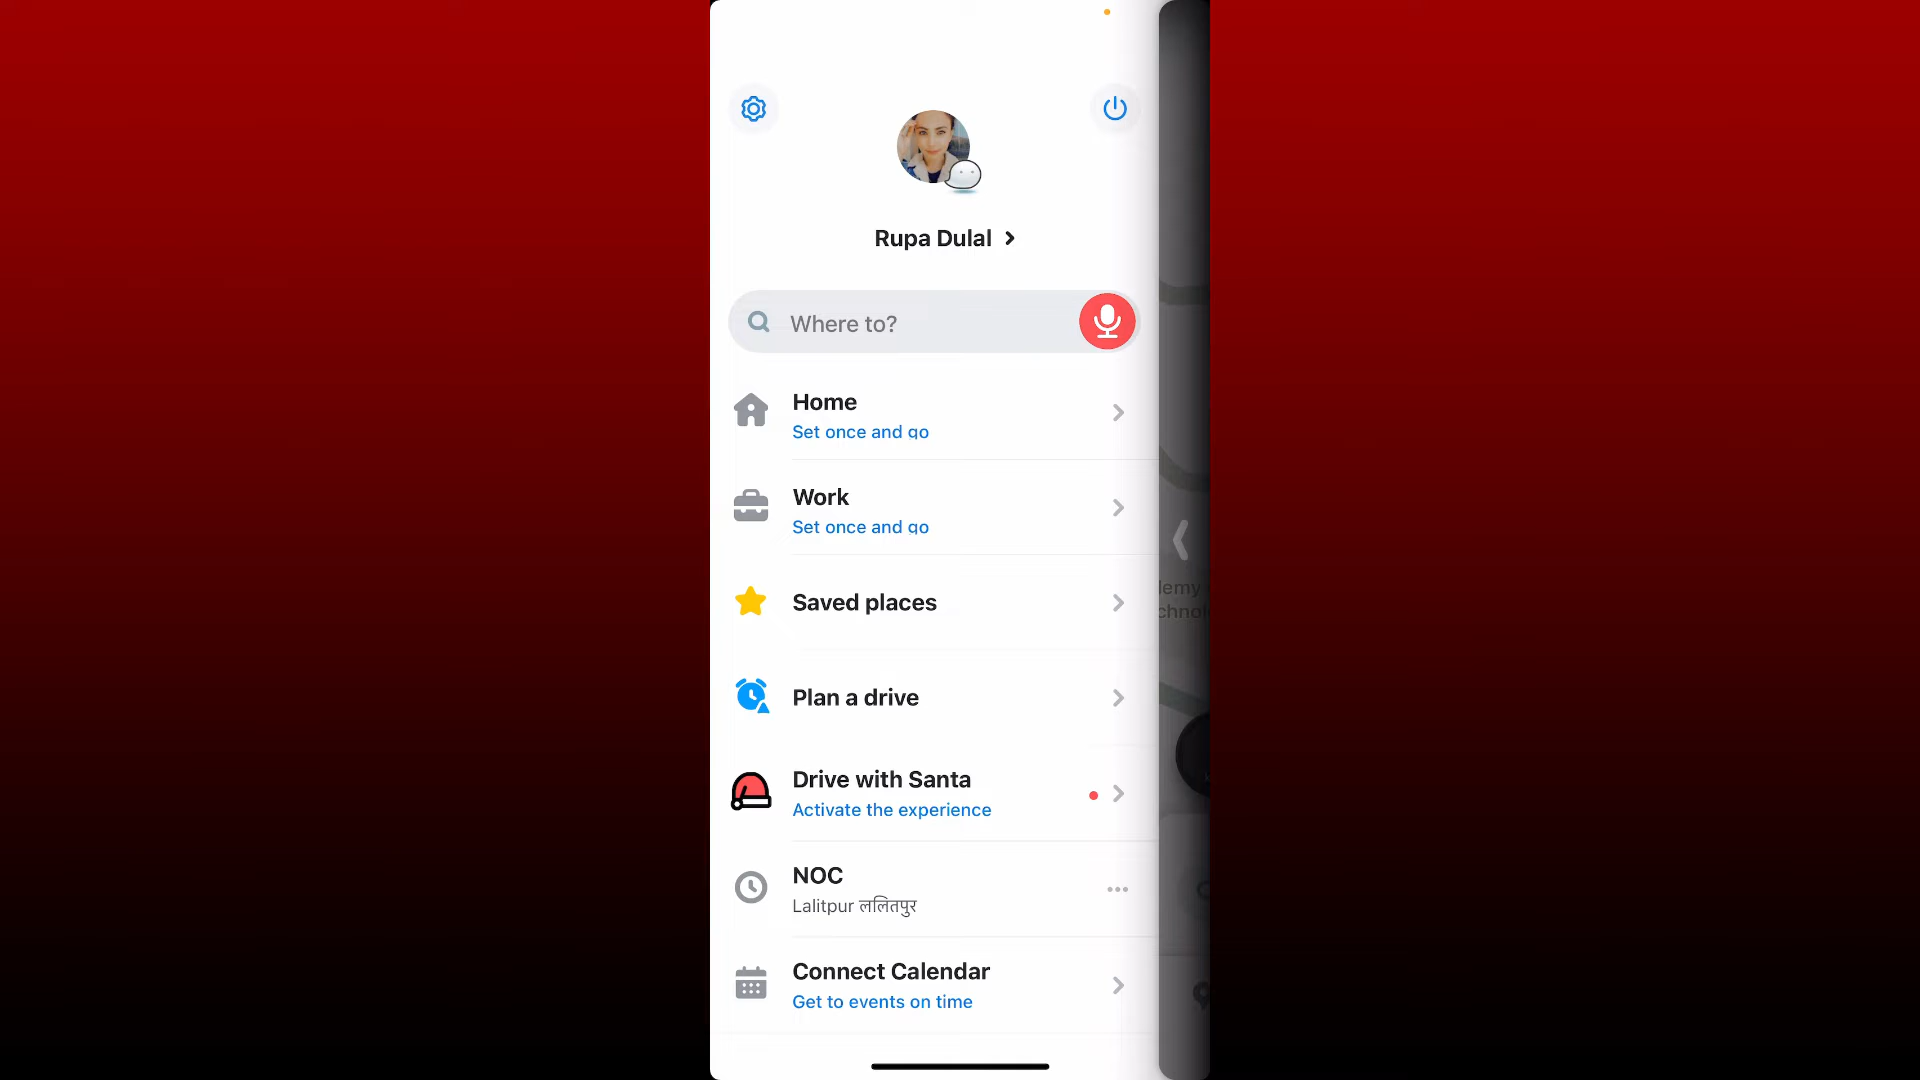 Rupa Dulal
Where to?
Home
Set once and go
Work
Set once and go
Saved places
Plan a drive
Drive with Santa
Activate the experience
NOC
Lalitpur ललितपुर
Connect Calendar
Get to events on time